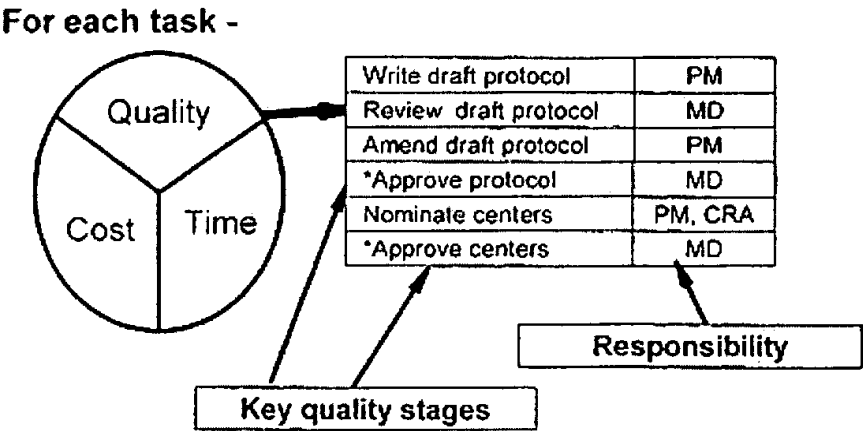 For each task -
Quality
Cost
Time
Write draft protocol PM
Review draft protocol MD
Amend draft protocol PM
*Approve protocol MD
Nominate centers PM, CRA
*Approve centers MD
Responsibility
Key quality stages